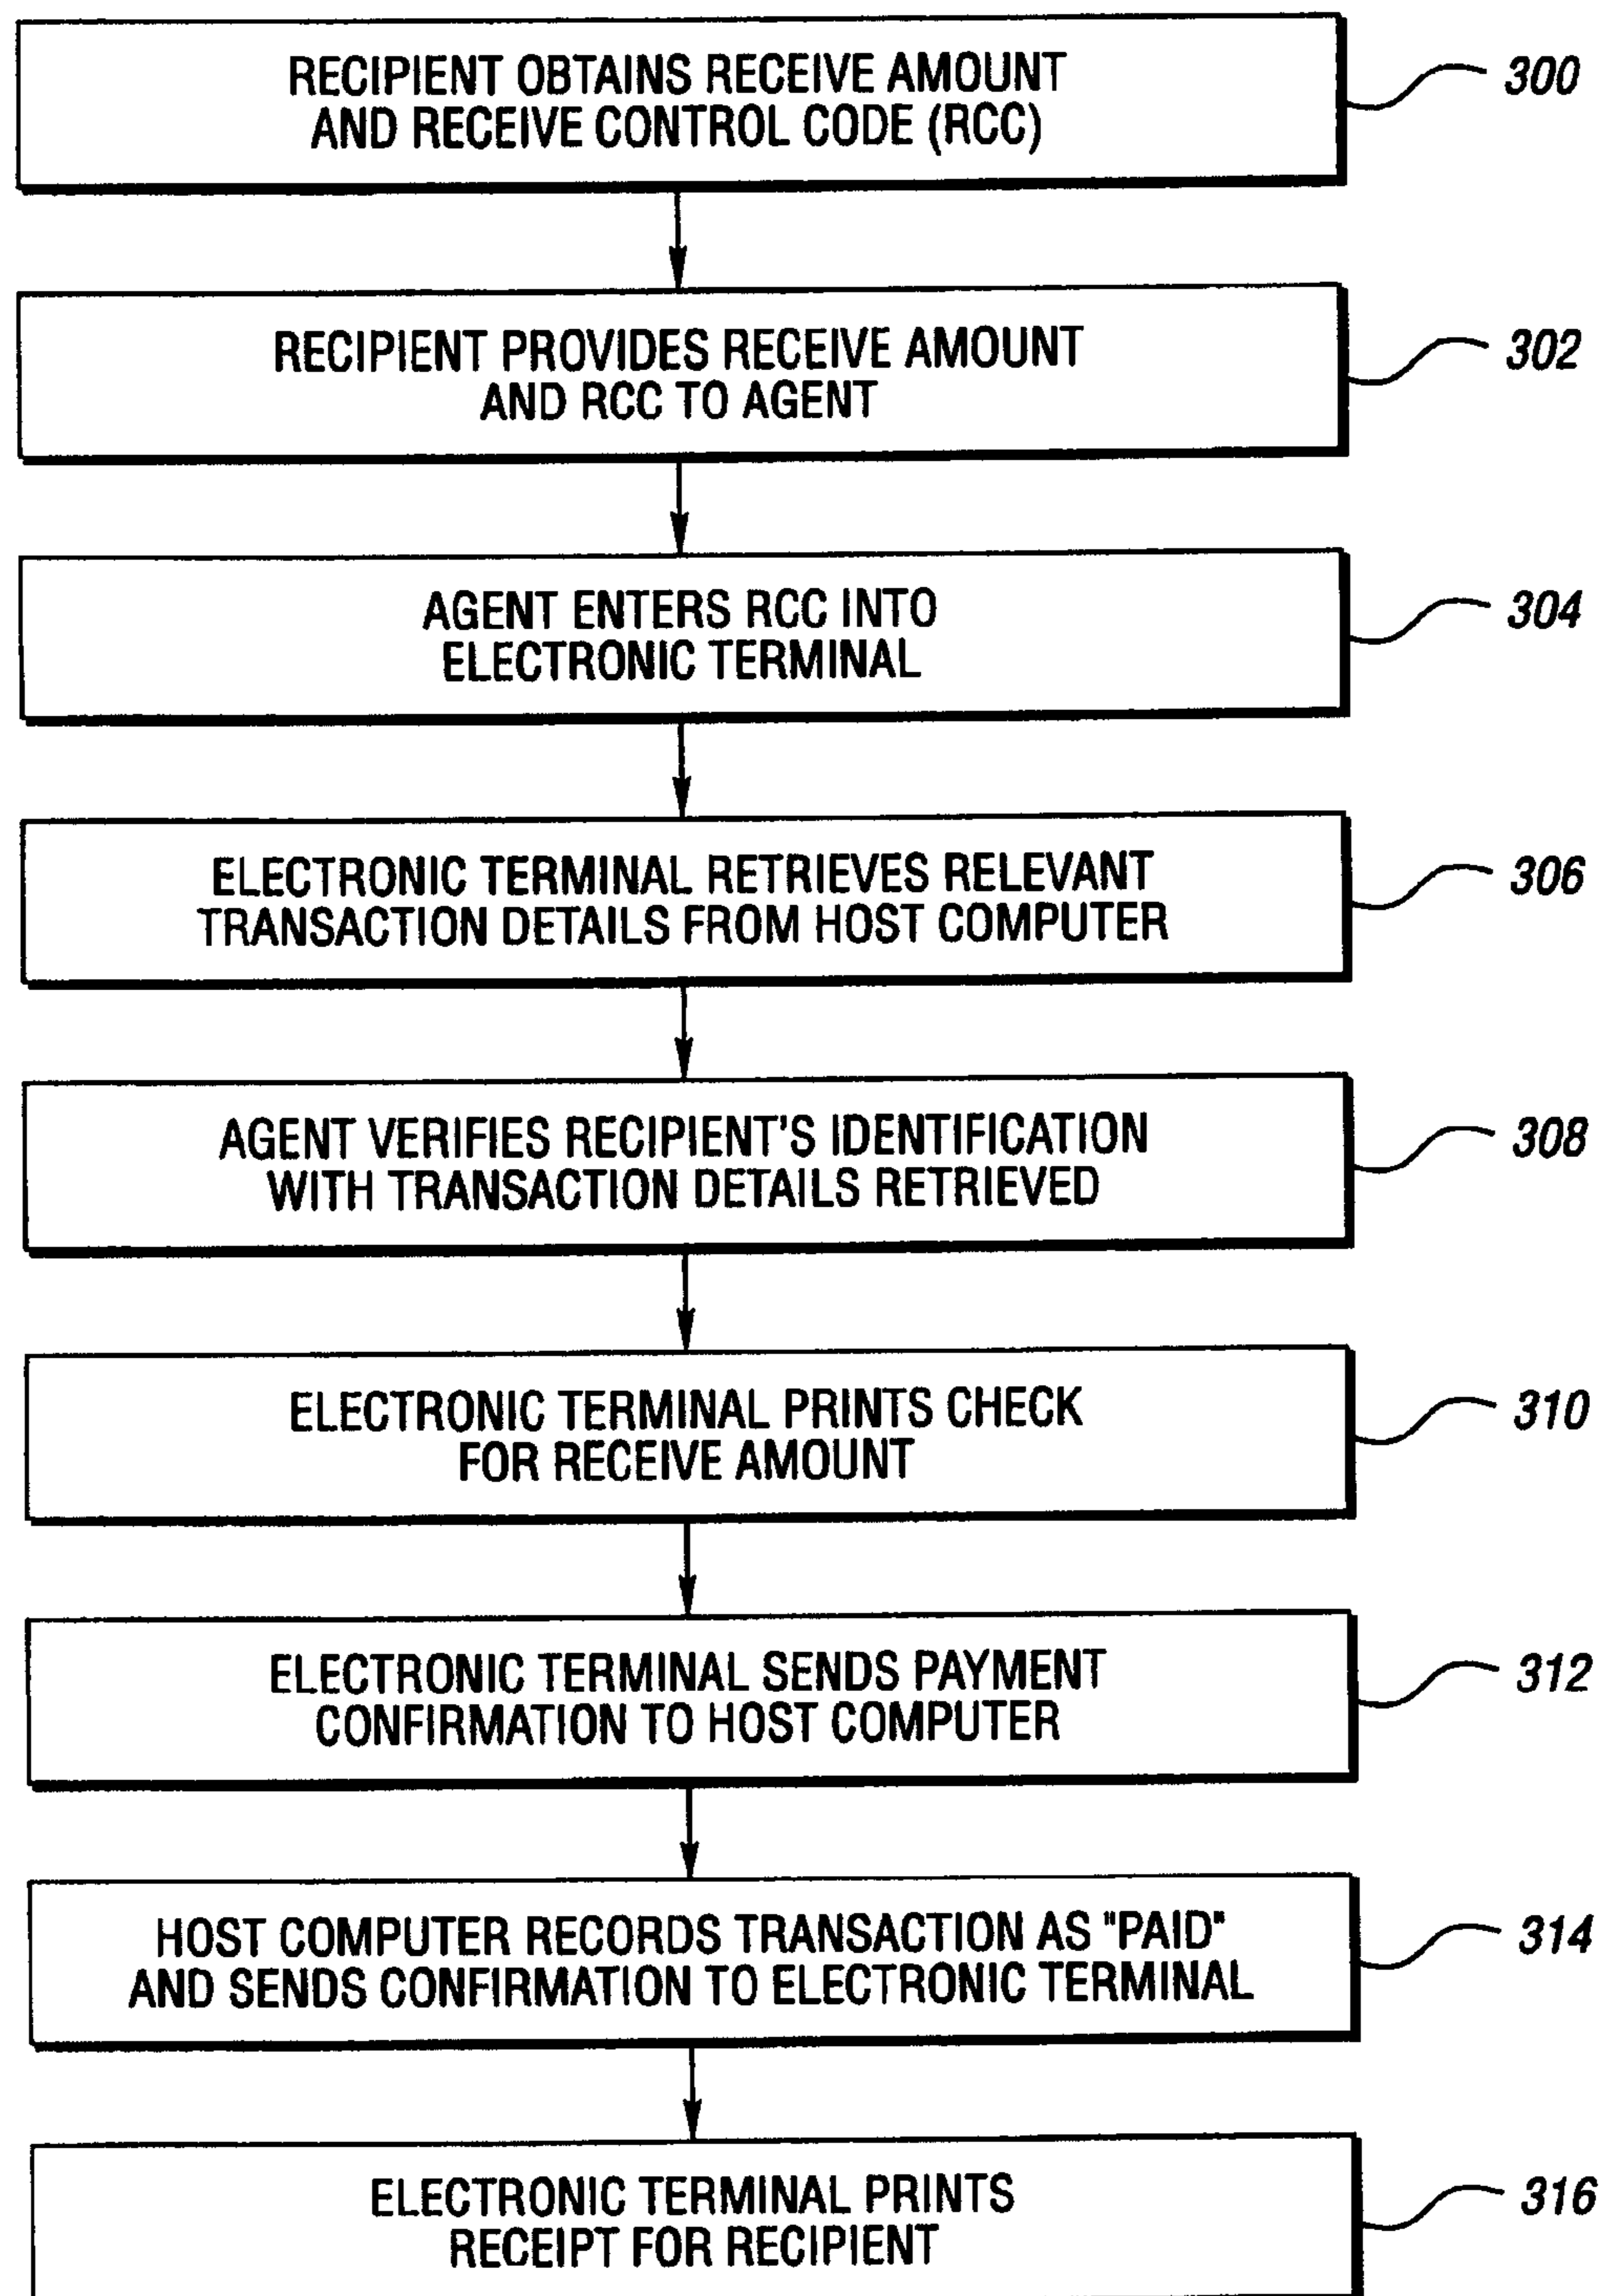 RECIPIENT OBTAINS RECEIVE AMOUNT
AND RECEIVE CONTROL CODE (RCC)
300
RECIPIENT PROVIDES RECEIVE AMOUNT
AND RCC TO AGENT
302
AGENT ENTERS RCC INTO
ELECTRONIC TERMINAL
304
ELECTRONIC TERMINAL RETRIEVES RELEVANT
TRANSACTION DETAILS FROM HOST COMPUTER
306
AGENT VERIFIES RECIPIENT'S IDENTIFICATION
WITH TRANSACTION DETAILS RETRIEVED
308
ELECTRONIC TERMINAL PRINTS CHECK
FOR RECEIVE AMOUNT
310
ELECTRONIC TERMINAL SENDS PAYMENT
CONFIRMATION TO HOST COMPUTER
312
HOST COMPUTER RECORDS TRANSACTION AS "PAID"
AND SENDS CONFIRMATION TO ELECTRONIC TERMINAL
314
ELECTRONIC TERMINAL PRINTS
RECEIPT FOR RECIPIENT
316